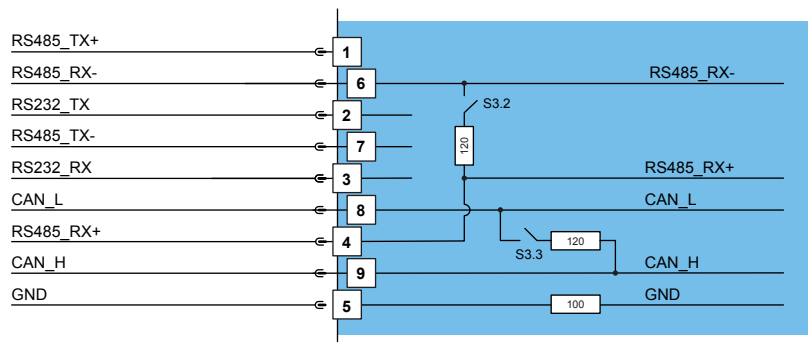 RS485_TX+ 1
RS485_RX- 6 RS485_RX-
S3.2
RS232_TX 2
120
RS485_TX- 7
RS232_RX 3 RS485_RX+
CAN_L 8 CAN_L
RS485_RX+ 4 120
S3.3
CAN_H 9 CAN_H
GND 5 100 GND